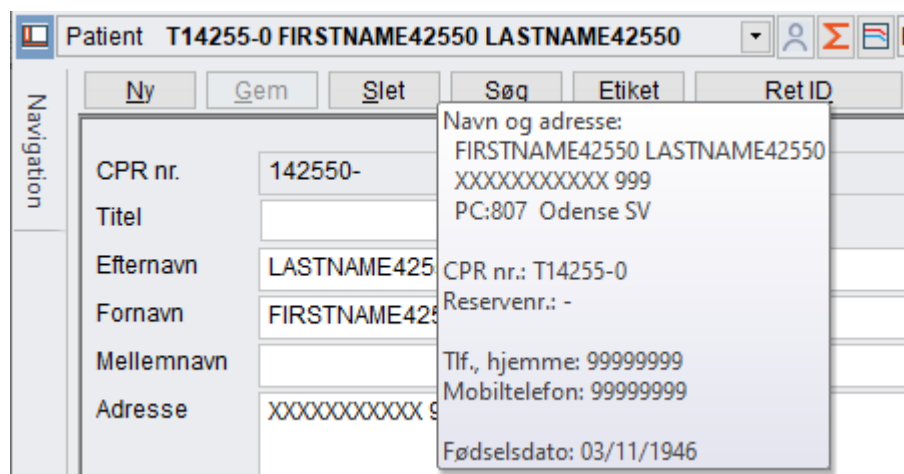 Patient T14255-0 FIRSTNAME42550 LASTNAME42550
Navigation
Ny Gem Slet Søg Etiket Ret ID
CPR nr. 142550-
Titel
Efternavn LASTNAME425
Fornavn FIRSTNAME425
Mellemnavn
Adresse XXXXXXXXXXX 9
Navn og adresse:
FIRSTNAME42550 LASTNAME42550
XXXXXXXXXXX 999
PC:807 Odense SV
CPR nr.: T14255-0
Reservenr.: -
Tlf., hjemme: 99999999
Mobiltelefon: 99999999
Fødselsdato: 03/11/1946